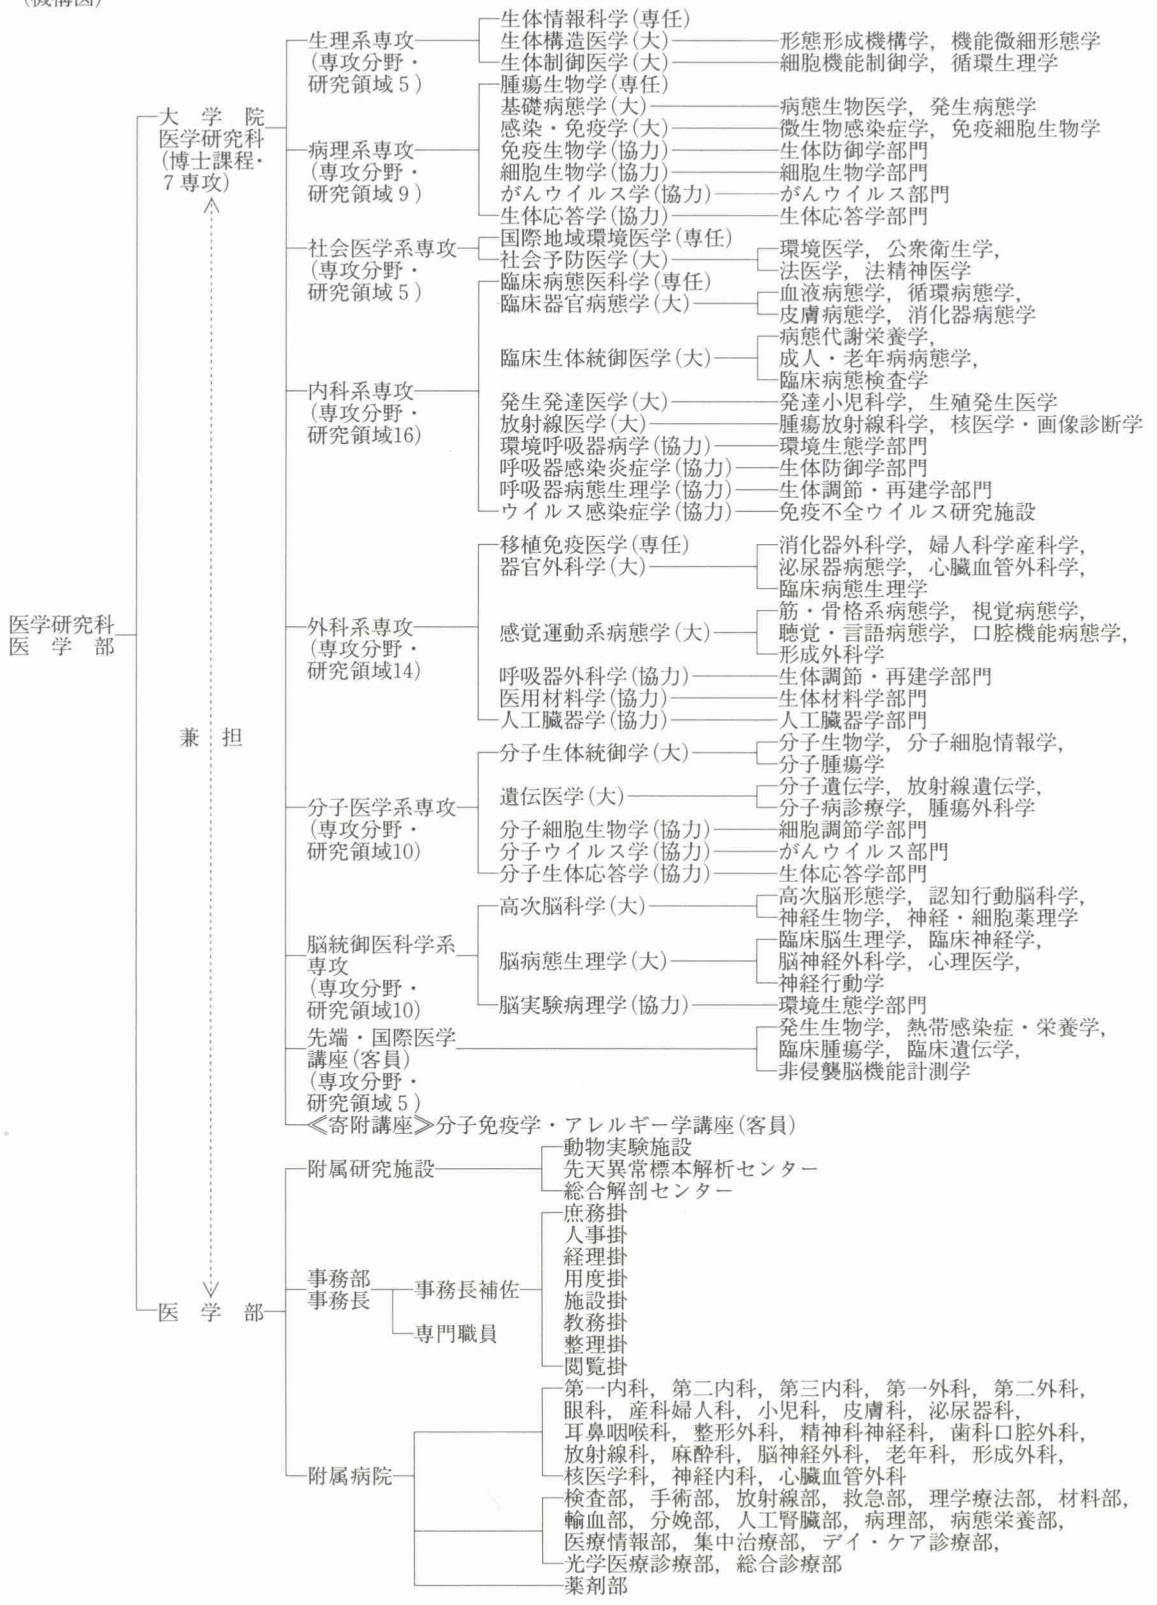 (機構図)
生体情報科学(専任)
生理系専攻 生体構造医学(大) 形態形成機構学，機能微細形態学
(専攻分野・ 生体制御医学(大) 細胞機能制御学，循環生理学
研究領域5) 腫瘍生物学(専任)
大学院 基礎病態学(大) 病態生物医学，発生病態学
医学研究科 感染・免疫学(大) 微生物感染症学，免疫細胞生物学
(博士課程・ 病理系専攻 免疫生物学(協力) 生体防御学部門
7専攻) (専攻分野・ 細胞生物学(協力) 細胞生物学部門
研究領域9) がんウイルス学(協力) がんウイルス部門
生体応答学(協力) 生体応答学部門
社会医学系専攻 国際地域環境医学(専任) 環境医学，公衆衛生学，
(専攻分野・ 社会予防医学(大) 法医学，法精神医学
研究領域5) 臨床病態医科学(専任) 血液病態学，循環病態学，
臨床器官病態学(大) 皮膚病態学，消化器病態学
病態代謝栄養学，
臨床生体統御医学(大) 成人・老年病病態学，
臨床病態検査学
内科系専攻 発生発達医学(大) 発達小児科学，生殖発生医学
(専攻分野・ 放射線医学(大) 腫瘍放射線科学，核医学・画像診断学
研究領域16) 環境呼吸器病学(協力) 環境生態学部門
呼吸器感染炎症学(協力) 生体防御学部門
呼吸器病態生理学(協力) 生体調節・再建学部門
ウイルス感染症学(協力) 免疫不全ウイルス研究施設
移植免疫医学(専任) 消化器外科学，婦人科学産科学，
器官外科学(大) 泌尿器病態学，心臓血管外科学，
臨床病態生理学
筋・骨格系病態学，視覚病態学，
医学研究科 外科系専攻 感覚運動系病態学(大) 聴覚・言語病態学，口腔機能病態学，
医学部 (専攻分野・ 形成外科学
研究領域14) 呼吸器外科学(協力) 生体調節・再建学部門
医用材料学(協力) 生体材料学部門
人工臓器学(協力) 人工臓器学部門
兼担 分子生体統御学(大) 分子生物学，分子細胞情報学，
分子腫瘍学
遺伝医学(大) 分子遺伝学，放射線遺伝学，
分子医学系専攻 分子病診療学，腫瘍外科学
(専攻分野・ 分子細胞生物学(協力) 細胞調節学部門
研究領域10) 分子ウイルス学(協力) がんウイルス部門
分子生体応答学(協力) 生体応答学部門
高次脳科学(大) 高次脳形態学，認知行動脳科学，
神経生物学，神経・細胞薬理学
脳統御医科学系 臨床脳生理学，臨床神経学，
専攻 脳病態生理学(大) 脳神経外科学，心理医学，
(専攻分野・ 神経行動学
研究領域10) 脳実験病理学(協力) 環境生態学部門
先端・国際医学 発生生物学，熱帯感染症・栄養学，
講座(客員) 臨床腫瘍学，臨床遺伝学，
(専攻分野・ 非侵襲脳機能計測学
研究領域5)
≪寄附講座≫分子免疫学・アレルギー学講座(客員)
動物実験施設
附属研究施設 先天異常標本解析センター
総合解剖センター
庶務掛
人事掛
経理掛
事務部 用度掛
事務長 事務長補佐 施設掛
医学部 教務掛
専門職員 整理掛
閲覧掛
第一内科，第二内科，第三内科，第一外科，第二外科，
眼科，産科婦人科，小児科，皮膚科，泌尿器科，
耳鼻咽喉科，整形外科，精神科神経科，歯科口腔外科，
放射線科，麻酔科，脳神経外科，老年科，形成外科，
附属病院 核医学科，神経内科，心臓血管外科
検査部，手術部，放射線部，救急部，理学療法部，材料部，
輸血部，分娩部，人工腎臓部，病理部，病態栄養部，
医療情報部，集中治療部，デイ・ケア診療部，
光学医療診療部，総合診療部
薬剤部